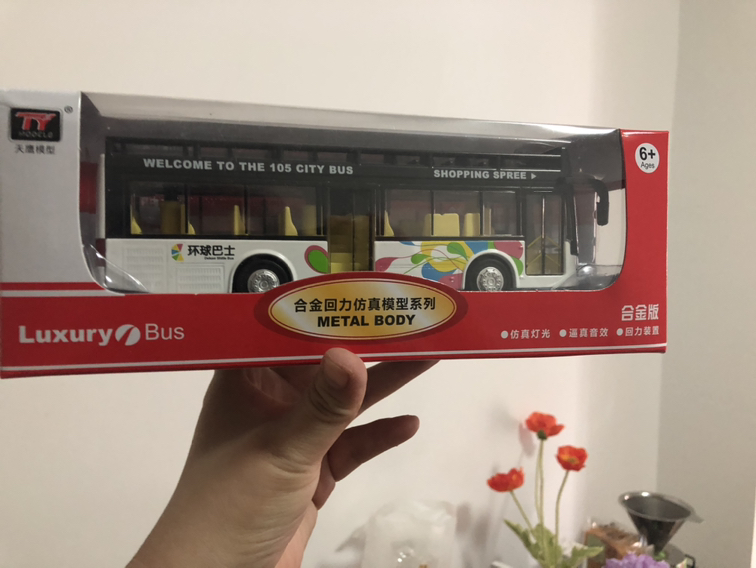 TY
MODELS
®
天鹰模型
WELCOME TO THE 105 CITY BUS
SHOPPING SPREE
6+
Ages
环球巴士
合金回力仿真模型系列
METAL BODY
Luxury Bus
合金版
●仿真灯光 ●逼真音效 ●回力装置